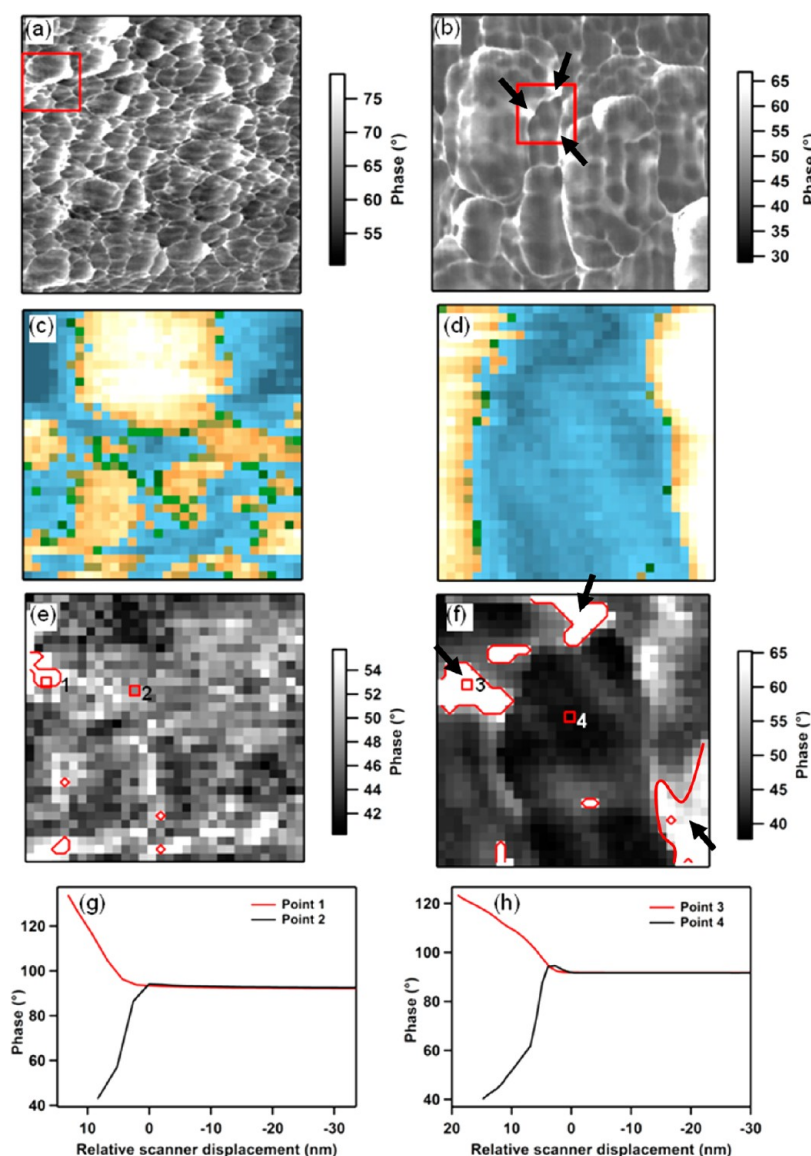 (a)
75
70
65
60
55
Phase (°)
(b)
65
60
55
50
45
40
35
30
Phase (°)
(c)
(d)
(e)
1
2
54
52
50
48
46
44
42
Phase (°)
(f)
3
4
65
60
55
50
45
40
Phase (°)
(g)
Point 1
Point 2
120
100
80
60
40
Phase (°)
10 0 -10 -20 -30
Relative scanner displacement (nm)
(h)
Point 3
Point 4
120
100
80
60
40
Phase (°)
20 10 0 -10 -20 -30
Relative scanner displacement (nm)